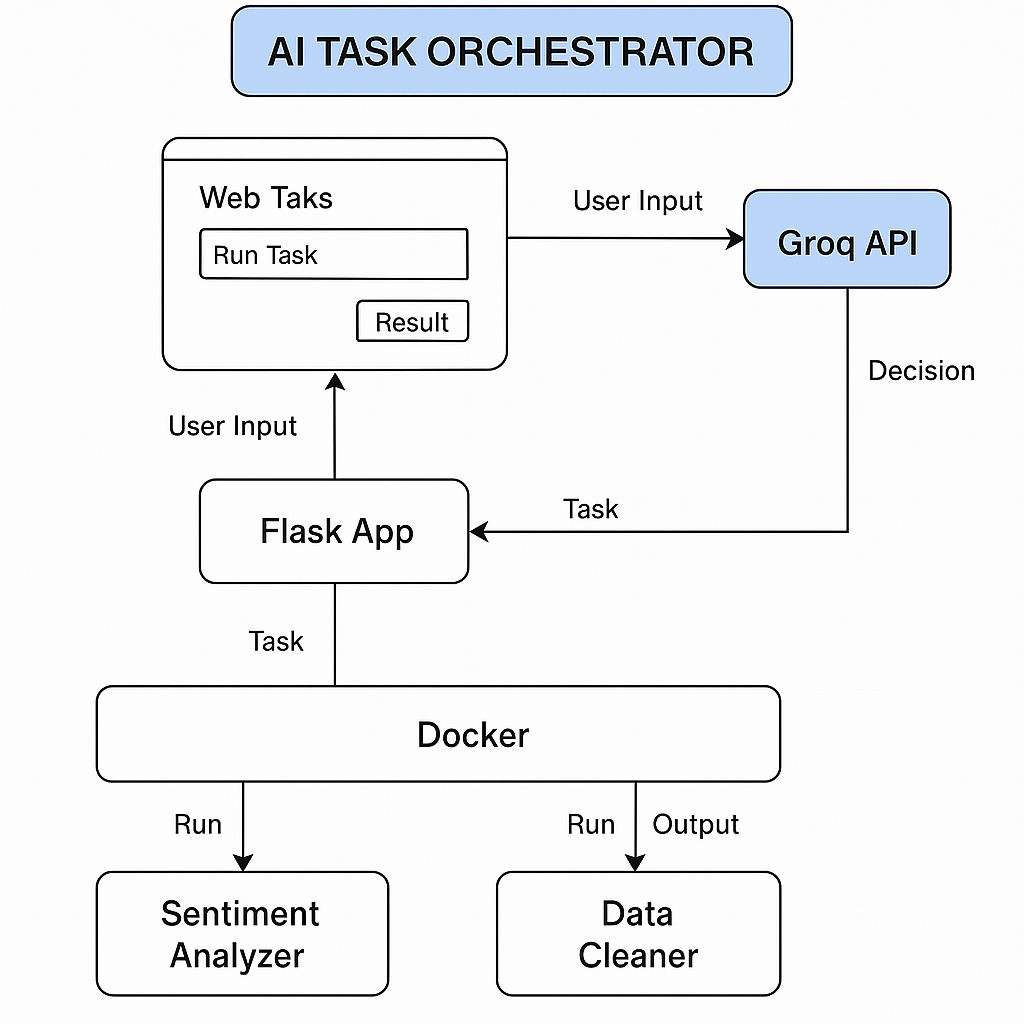 AI TASK ORCHESTRATOR
Web Taks
Run Task
Result
User Input
Groq API
Decision
User Input
Flask App
Task
Task
Docker
Run
Run
Output
Sentiment
Analyzer
Data
Cleaner